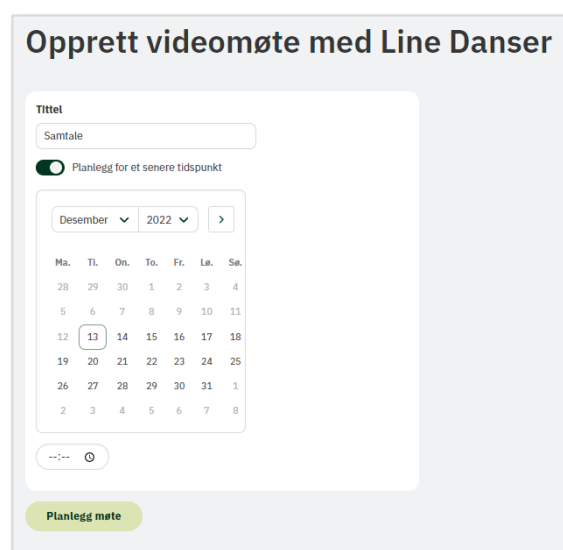 Opprett videomøte med Line Danser
TIttel
Samtale
Planlegg for et senere tidspunkt
Desember 2022
Ma. Ti. On. To. Fr. Lø. Sø.
28 29 30 1 2 3 4
5 6 7 8 9 10 11
12 13 14 15 16 17 18
19 20 21 22 23 24 25
26 27 28 29 30 31 1
2 3 4 5 6 7 8
--:--
Planlegg møte